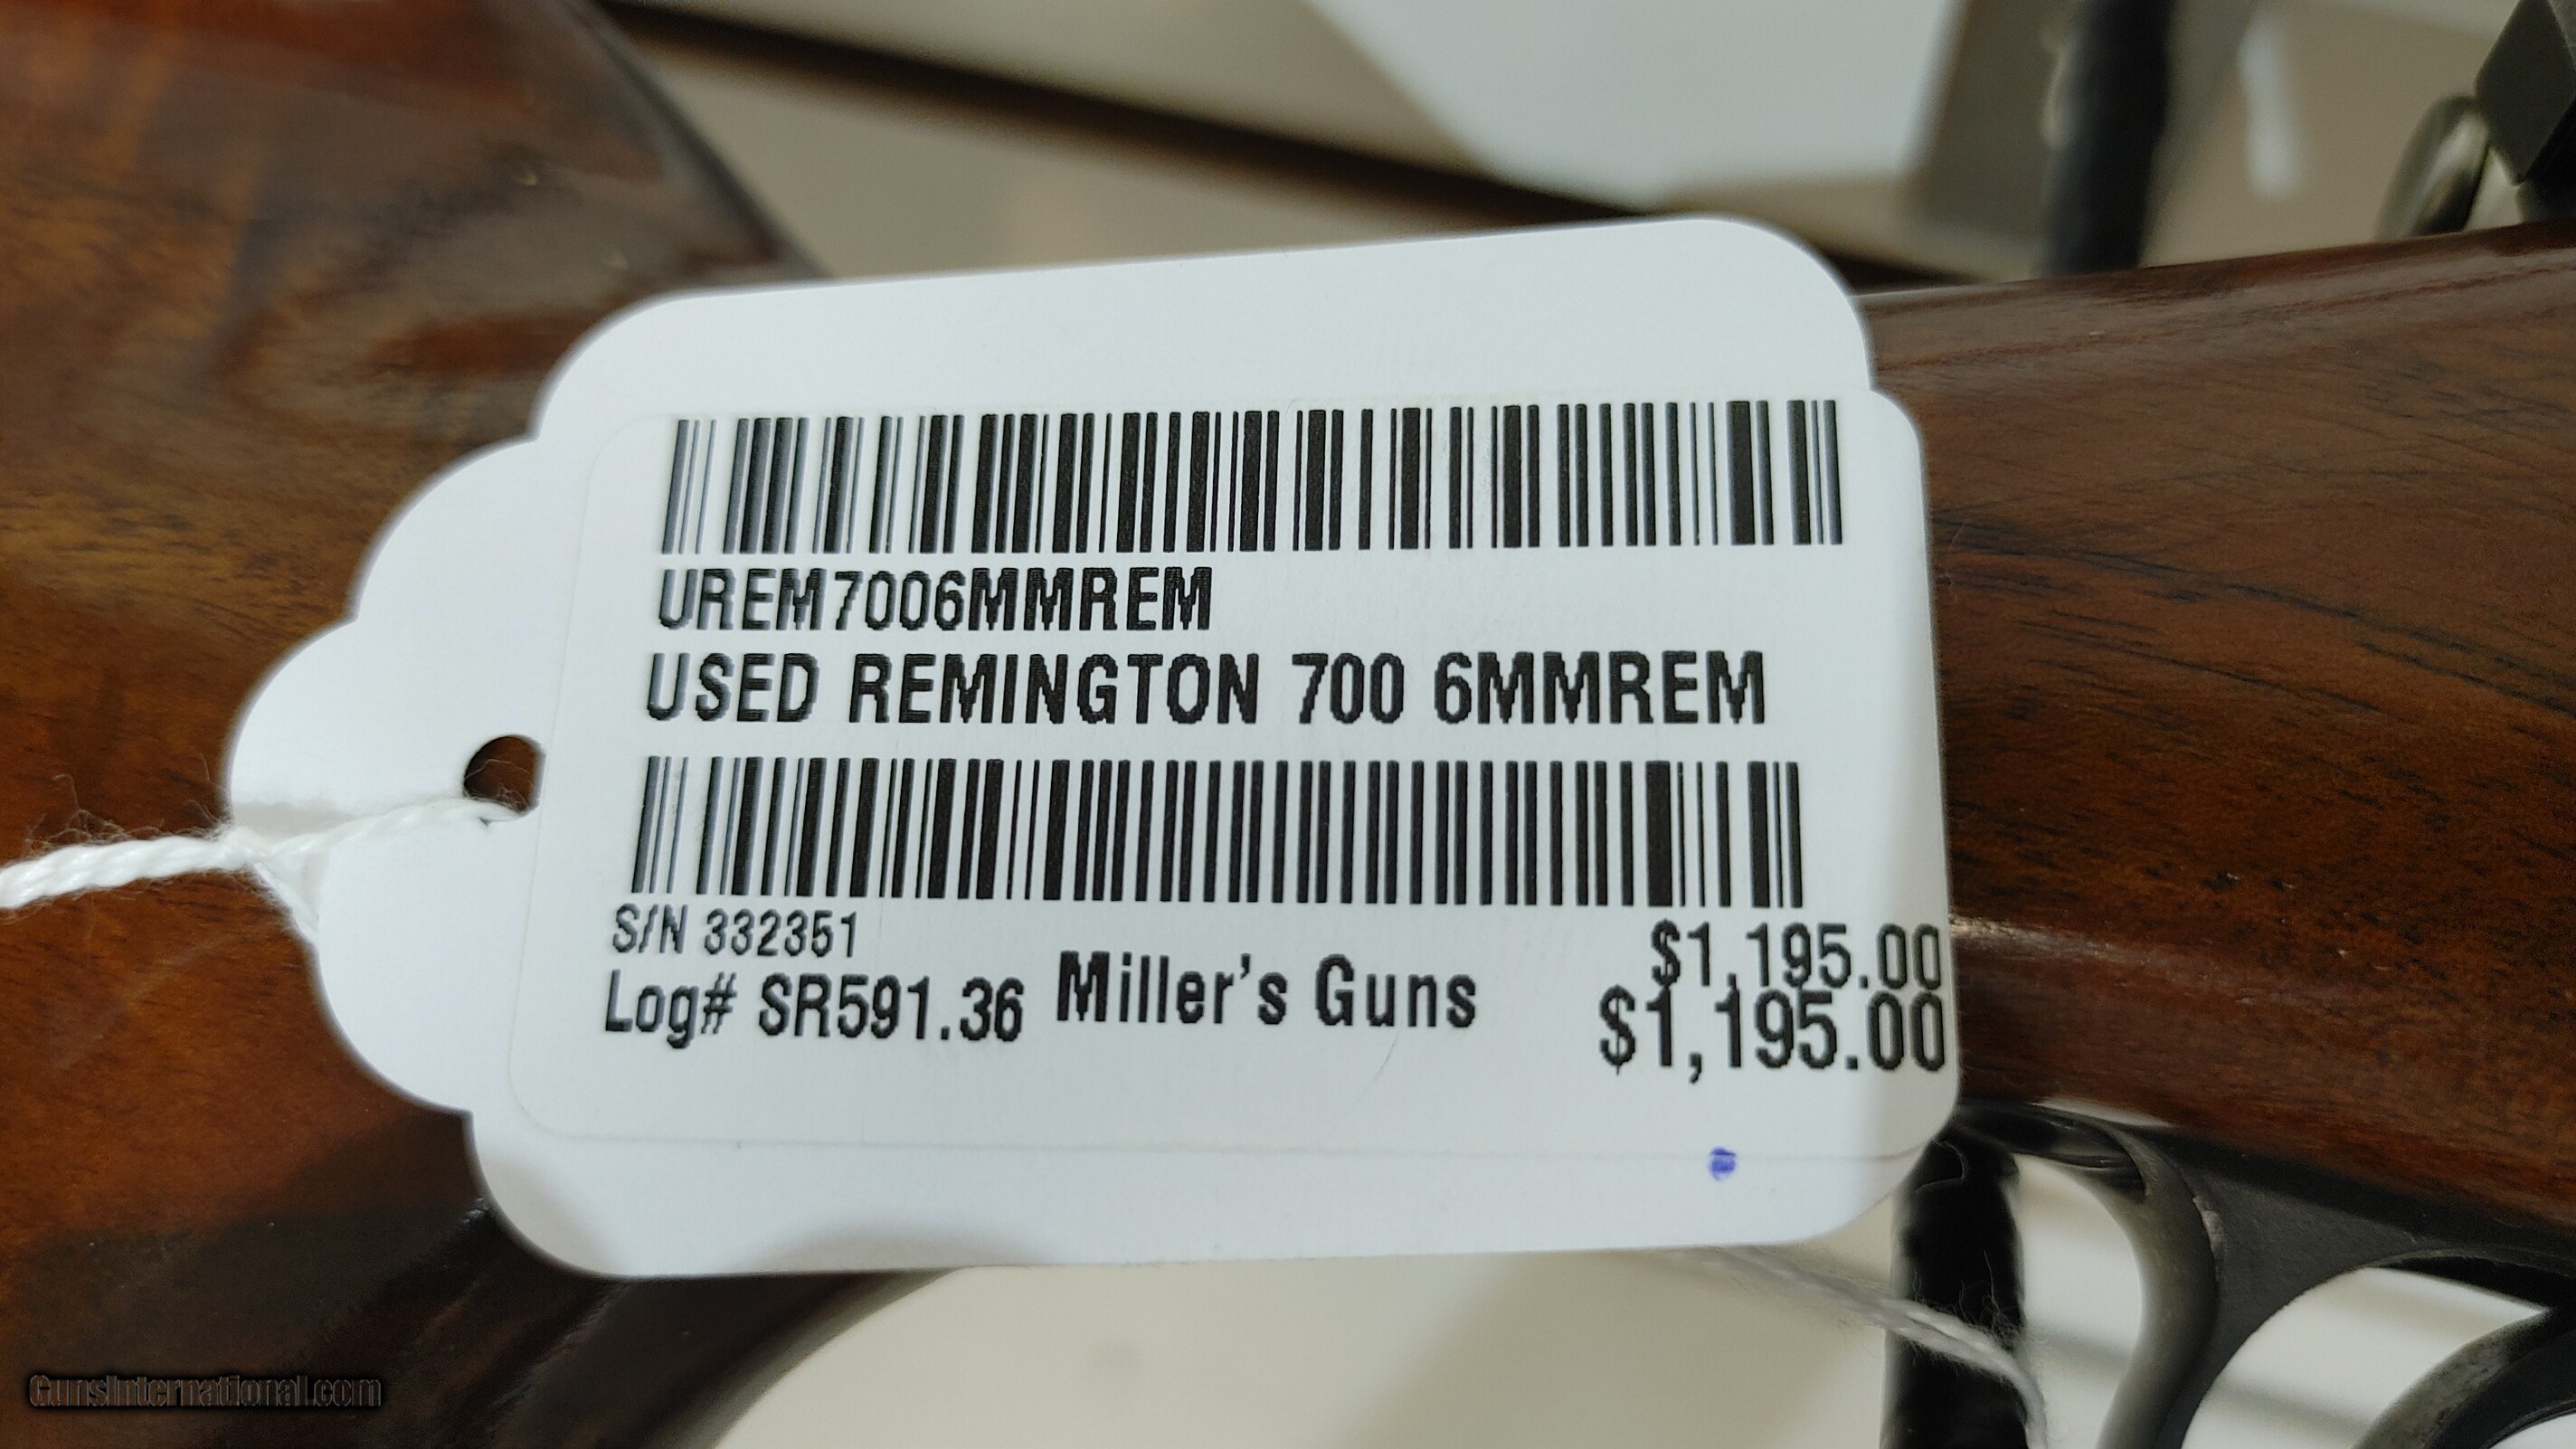 UREM7006MMREM
USED REMINGTON 700 6MMREM
S/N 332351
$1,195.00
Log# SR591.36 Miller's Guns
$1,195.00
GunsInternational.com